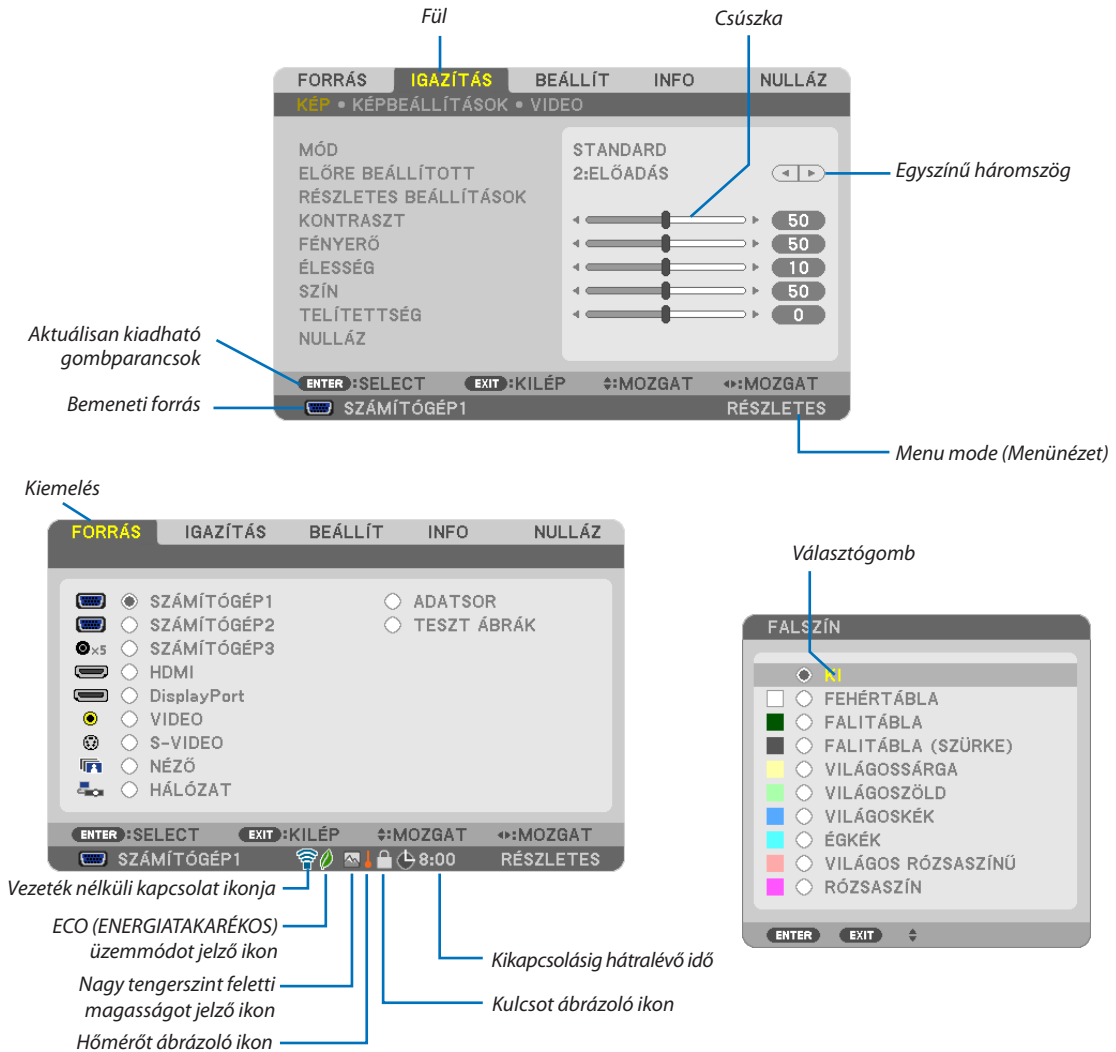 Fül
Csúszka
FORRÁS IGAZÍTÁS BEÁLLÍT INFO NULLÁZ
KÉP • KÉPBEÁLLÍTÁSOK • VIDEO
MÓD STANDARD
ELŐRE BEÁLLÍTOTT 2:ELŐADÁS
Egyszínű háromszög
RÉSZLETES BEÁLLÍTÁSOK
KONTRASZT 50
FÉNYERŐ 50
ÉLESSÉG 10
SZÍN 50
TELÍTETTSÉG 0
NULLÁZ
Aktuálisan kiadható
gombparancsok
ENTER:SELECT EXIT:KILÉP :MOZGAT :MOZGAT
Bemeneti forrás
SZÁMÍTÓGÉP1 RÉSZLETES
Menu mode (Menünézet)
Kiemelés
FORRÁS IGAZÍTÁS BEÁLLÍT INFO NULLÁZ
SZÁMÍTÓGÉP1 ADATSOR
SZÁMÍTÓGÉP2 TESZT ÁBRÁK
×5 SZÁMÍTÓGÉP3
HDMI
DisplayPort
VIDEO
S-VIDEO
NÉZŐ
HÁLÓZAT
ENTER:SELECT EXIT:KILÉP :MOZGAT :MOZGAT
SZÁMÍTÓGÉP1 8:00 RÉSZLETES
Vezeték nélküli kapcsolat ikonja
ECO (ENERGIATAKARÉKOS)
üzemmódot jelző ikon
Nagy tengerszint feletti
magasságot jelző ikon
Hőmérőt ábrázoló ikon
Kikapcsolásig hátralévő idő
Kulcsot ábrázoló ikon
Választógomb
FALSZÍN
KI
FEHÉRTÁBLA
FALITÁBLA
FALITÁBLA (SZÜRKE)
VILÁGOSSÁRGA
VILÁGOSZÖLD
VILÁGOSKÉK
ÉGKÉK
VILÁGOS RÓZSASZÍNŰ
RÓZSASZÍN
ENTER EXIT